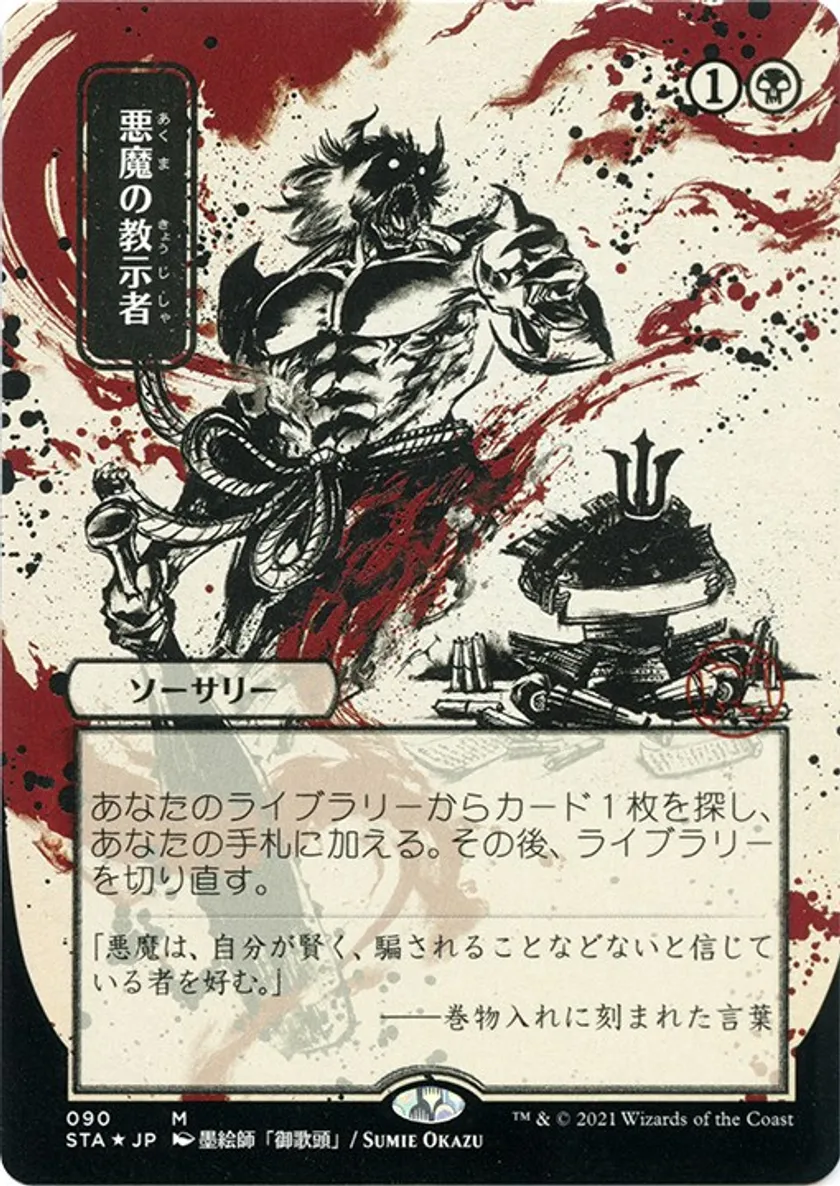 悪魔の教示者
あくま きょうじしゃ
1
ソーサリー
あなたのライブラリーからカード1枚を探し、
あなたの手札に加える。その後、ライブラリー
を切り直す。
「悪魔は、自分が賢く、騙されることなどないと信じて
いる者を好む。」
――巻物入れに刻まれた言葉
090 M
STA★JP 墨絵師「御歌頭」/ SUMIE OKAZU
™ & © 2021 Wizards of the Coast